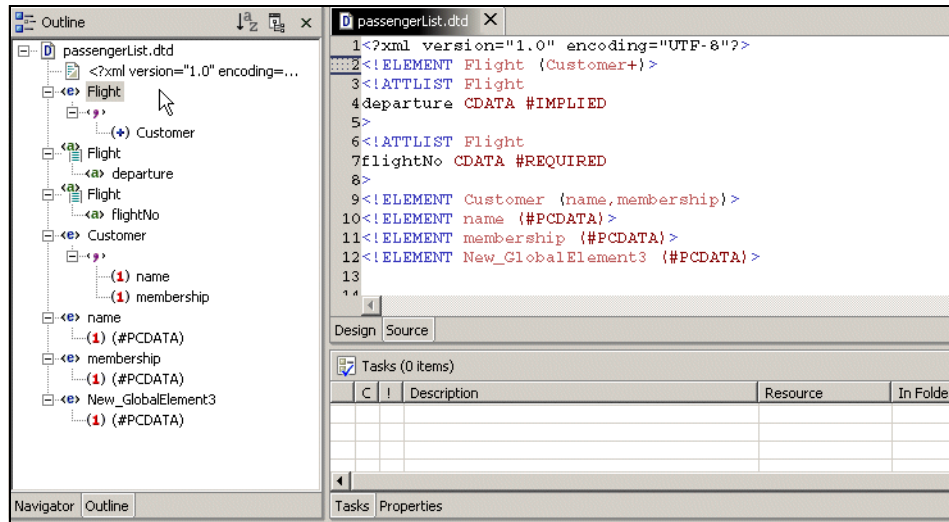 Outline
passengerList.dtd
<?xml version="1.0" encoding=...
<e> Flight
(+) Customer
<a> Flight
<a> departure
<a> Flight
<a> flightNo
<e> Customer
(1) name
(1) membership
<e> name
(1) (#PCDATA)
<e> membership
(1) (#PCDATA)
<e> New_GlobalElement3
(1) (#PCDATA)
Navigator Outline
passengerList.dtd
1<?xml version="1.0" encoding="UTF-8"?>
2<!ELEMENT Flight (Customer+)>
3<!ATTLIST Flight
4departure CDATA #IMPLIED
5>
6<!ATTLIST Flight
7flightNo CDATA #REQUIRED
8>
9<!ELEMENT Customer (name,membership)>
10<!ELEMENT name (#PCDATA)>
11<!ELEMENT membership (#PCDATA)>
12<!ELEMENT New_GlobalElement3 (#PCDATA)>
13
14
Design Source
Tasks (0 items)
C ! Description Resource In Folde
Tasks Properties